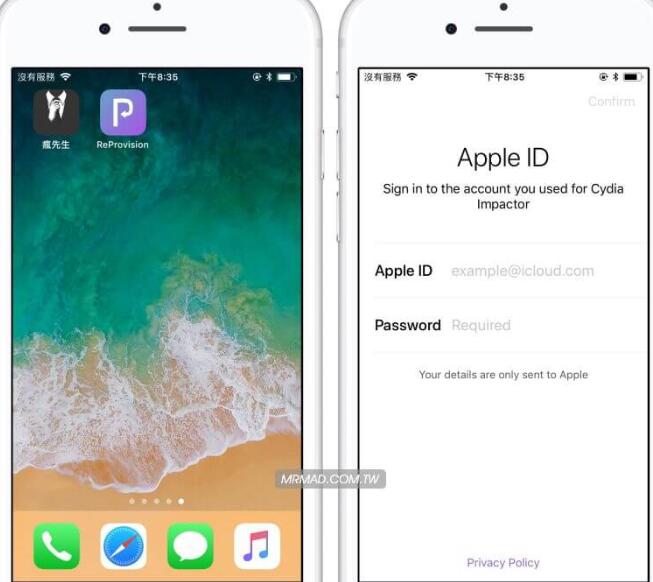 沒有服務
下午8:35
瘋先生
ReProvision
沒有服務
下午8:35
Confirm
Apple ID
Sign in to the account you used for Cydia
Impactor
Apple ID example@icloud.com
Password Required
Your details are only sent to Apple
MRMAD.COM.TW
Privacy Policy